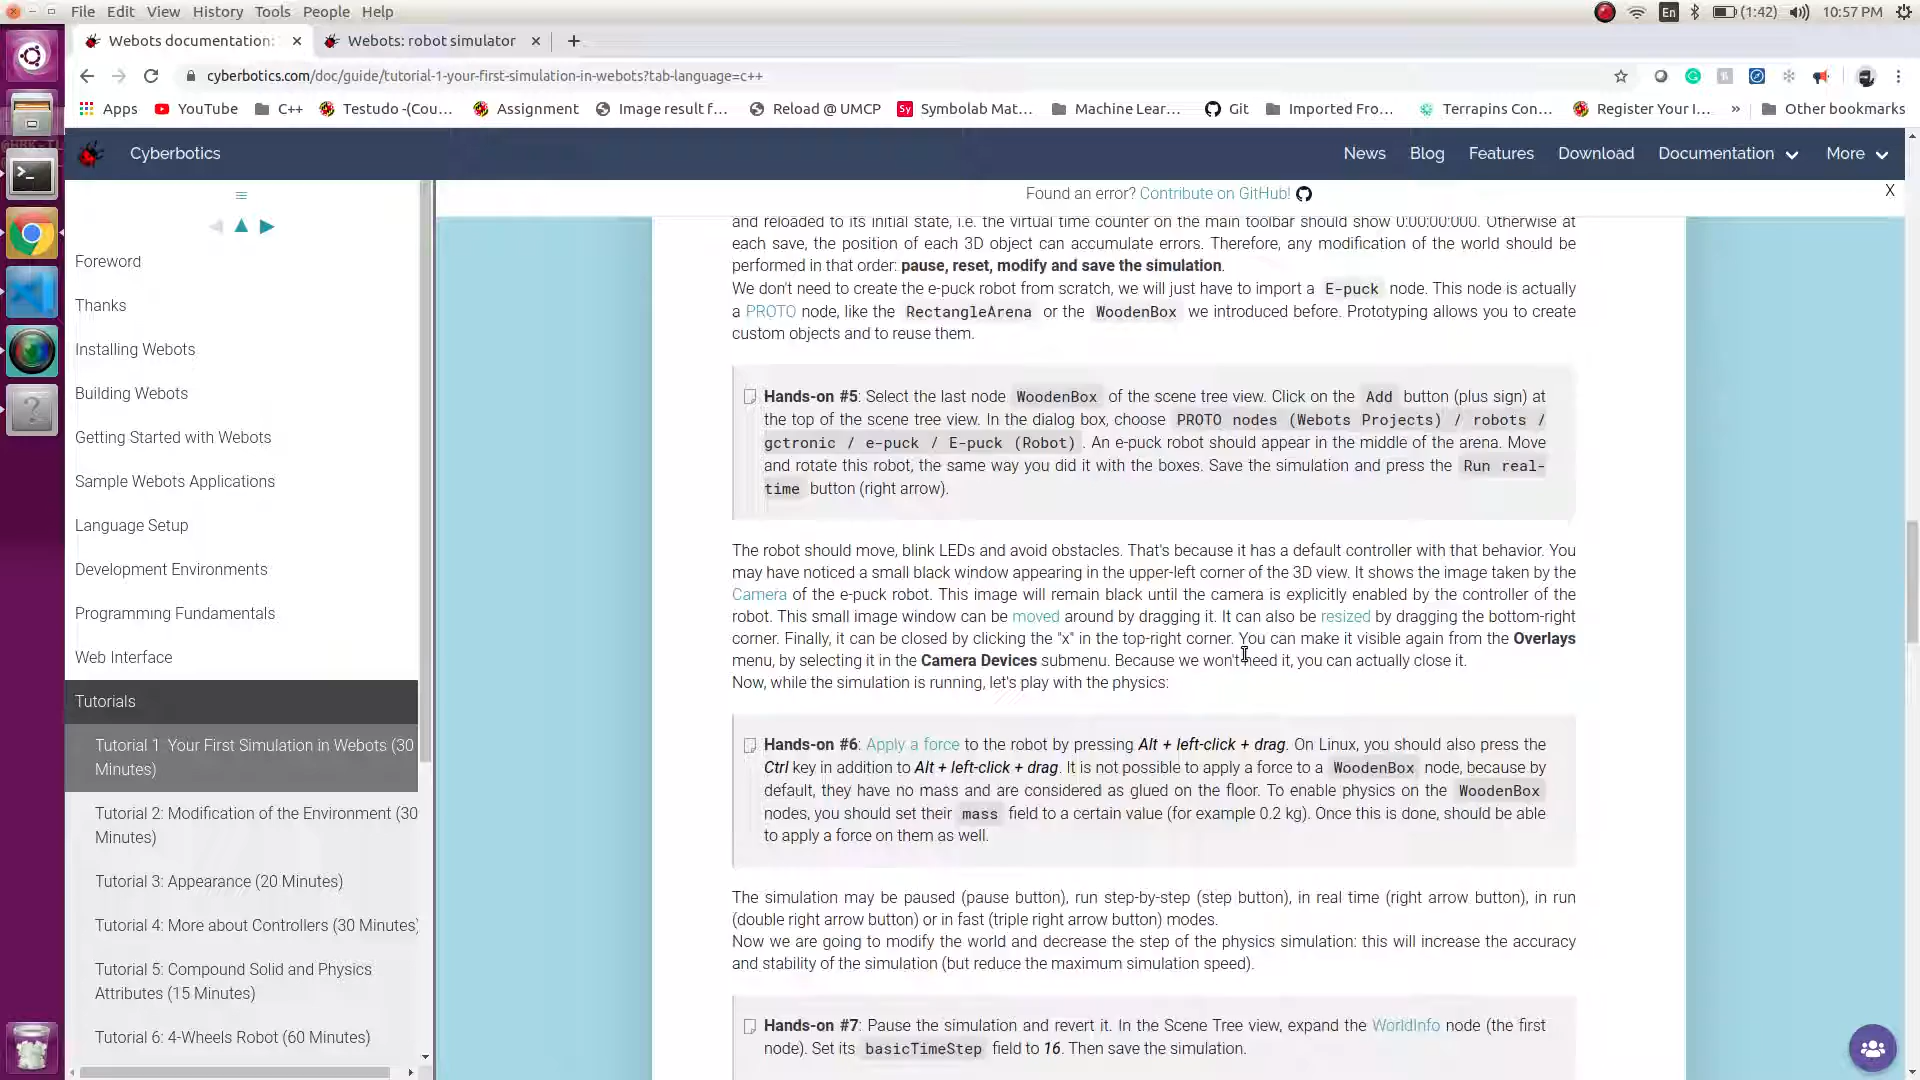 File Edit View History Tools People Help
En (1:42) 10:57 PM
Webots documentation:
Webots: robot simulator
cyberbotics.com/doc/guide/tutorial-1-your-first-simulation-in-webots?tab-language=c++
Apps YouTube C++ Testudo -(Cou... Assignment Image result f... Reload @ UMCP Sy Symbolab Mat... Machine Lear... Git Imported Fro... Terrapins Con... Register Your I... » Other bookmarks
Cyberbotics
News Blog Features Download Documentation More
Found an error? Contribute on GitHub!
X
Foreword
Thanks
Installing Webots
Building Webots
Getting Started with Webots
Sample Webots Applications
Language Setup
Development Environments
Programming Fundamentals
Web Interface
Tutorials
Tutorial 1 Your First Simulation in Webots (30
Minutes)
Tutorial 2: Modification of the Environment (30
Minutes)
Tutorial 3: Appearance (20 Minutes)
Tutorial 4: More about Controllers (30 Minutes)
Tutorial 5: Compound Solid and Physics
Attributes (15 Minutes)
Tutorial 6: 4-Wheels Robot (60 Minutes)
and reloaded to its initial state, i.e. the virtual time counter on the main toolbar should show 0:00:00:000. Otherwise at
each save, the position of each 3D object can accumulate errors. Therefore, any modification of the world should be
performed in that order: pause, reset, modify and save the simulation.
We don't need to create the e-puck robot from scratch, we will just have to import a E-puck node. This node is actually
a PROTO node, like the RectangleArena or the WoodenBox we introduced before. Prototyping allows you to create
custom objects and to reuse them.
Hands-on #5: Select the last node WoodenBox of the scene tree view. Click on the Add button (plus sign) at
the top of the scene tree view. In the dialog box, choose PROTO nodes (Webots Projects) / robots /
gctronic / e-puck / E-puck (Robot). An e-puck robot should appear in the middle of the arena. Move
and rotate this robot, the same way you did it with the boxes. Save the simulation and press the Run real-
time button (right arrow).
The robot should move, blink LEDs and avoid obstacles. That's because it has a default controller with that behavior. You
may have noticed a small black window appearing in the upper-left corner of the 3D view. It shows the image taken by the
Camera of the e-puck robot. This image will remain black until the camera is explicitly enabled by the controller of the
robot. This small image window can be moved around by dragging it. It can also be resized by dragging the bottom-right
corner. Finally, it can be closed by clicking the "x" in the top-right corner. You can make it visible again from the Overlays
menu, by selecting it in the Camera Devices submenu. Because we won't need it, you can actually close it.
Now, while the simulation is running, let's play with the physics:
Hands-on #6: Apply a force to the robot by pressing Alt + left-click + drag. On Linux, you should also press the
Ctrl key in addition to Alt + left-click + drag. It is not possible to apply a force to a WoodenBox node, because by
default, they have no mass and are considered as glued on the floor. To enable physics on the WoodenBox
nodes, you should set their mass field to a certain value (for example 0.2 kg). Once this is done, should be able
to apply a force on them as well.
The simulation may be paused (pause button), run step-by-step (step button), in real time (right arrow button), in run
(double right arrow button) or in fast (triple right arrow button) modes.
Now we are going to modify the world and decrease the step of the physics simulation: this will increase the accuracy
and stability of the simulation (but reduce the maximum simulation speed).
Hands-on #7: Pause the simulation and revert it. In the Scene Tree view, expand the WorldInfo node (the first
node). Set its basicTimeStep field to 16. Then save the simulation.